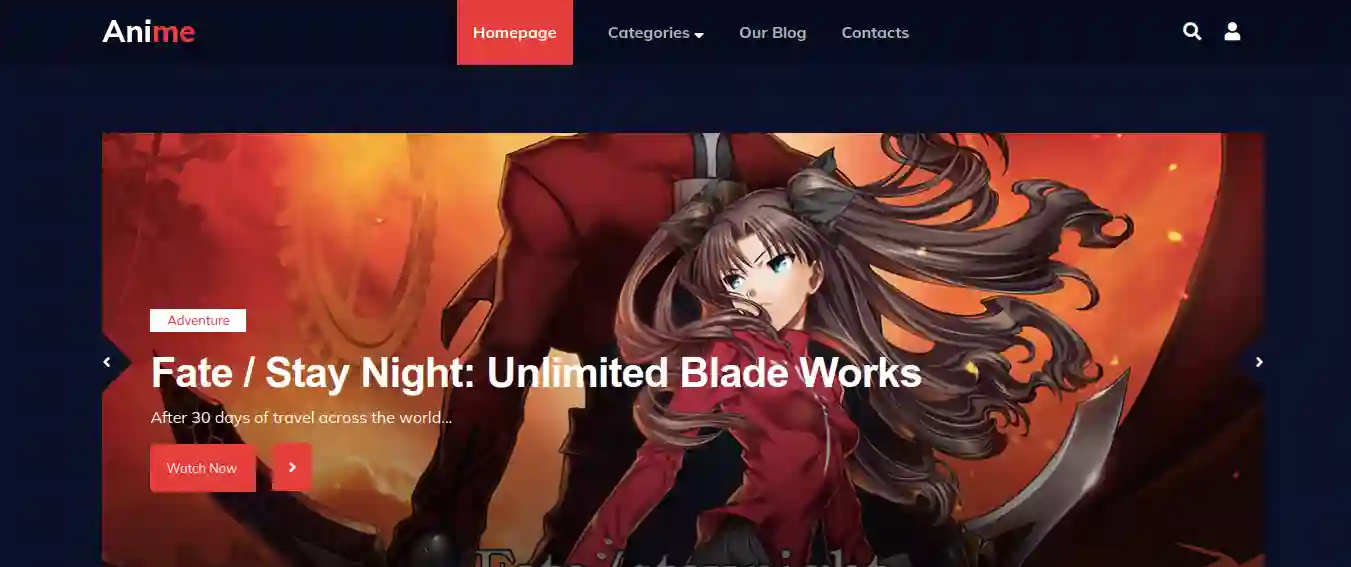 Anime
Homepage
Categories
Our Blog
Contacts
Adventure
Fate / Stay Night: Unlimited Blade Works
After 30 days of travel across the world...
Watch Now